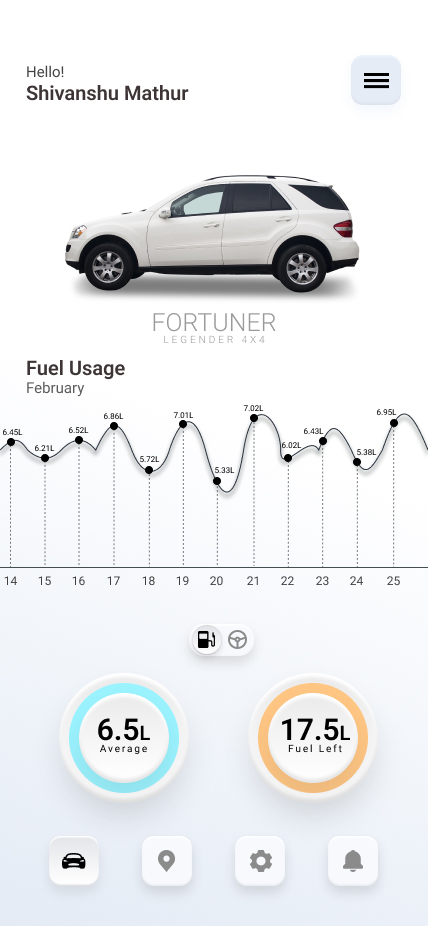 Hello!
Shivanshu Mathur
FORTUNER
LEGENDER 4X4
Fuel Usage
February
6.45L 6.21L 6.52L 6.86L 5.72L 7.01L 5.33L 7.02L 6.02L 6.43L 5.38L 6.95L
14 15 16 17 18 19 20 21 22 23 24 25
6.5L 17.5L
Average Fuel Left